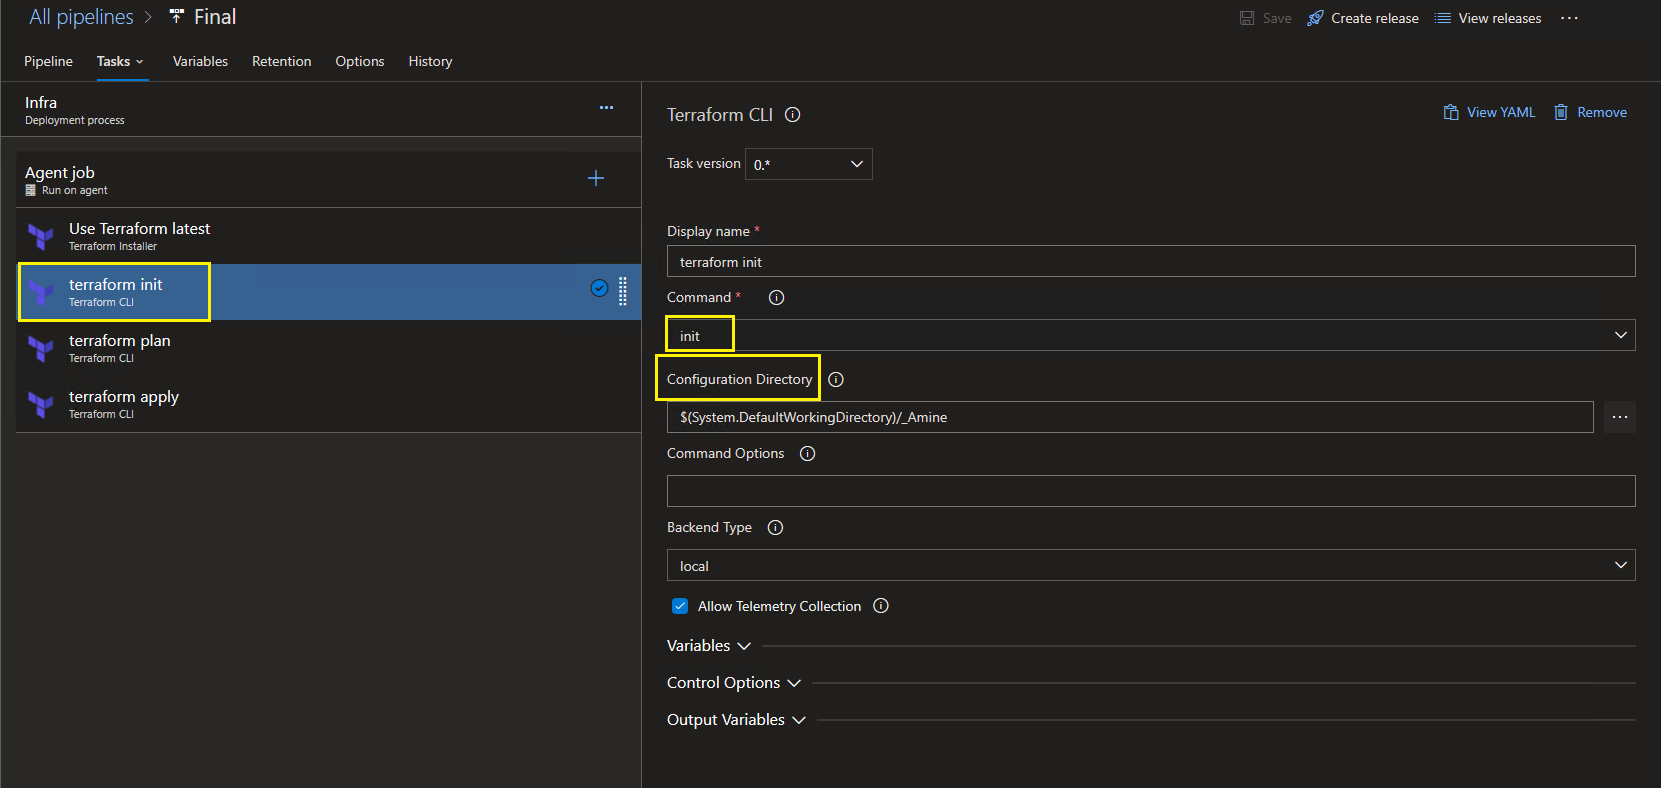 All pipelines > Final
Save Create release View releases ...
Pipeline Tasks Variables Retention Options History
Infra
Deployment process
...
Agent job
Run on agent
Use Terraform latest
Terraform Installer
terraform init
Terraform CLI
terraform plan
Terraform CLI
terraform apply
Terraform CLI
Terraform CLI
View YAML Remove
Task version 0.*
Display name *
terraform init
Command *
init
Configuration Directory
$(System.DefaultWorkingDirectory)/_Amine
...
Command Options
Backend Type
local
Allow Telemetry Collection
Variables
Control Options
Output Variables